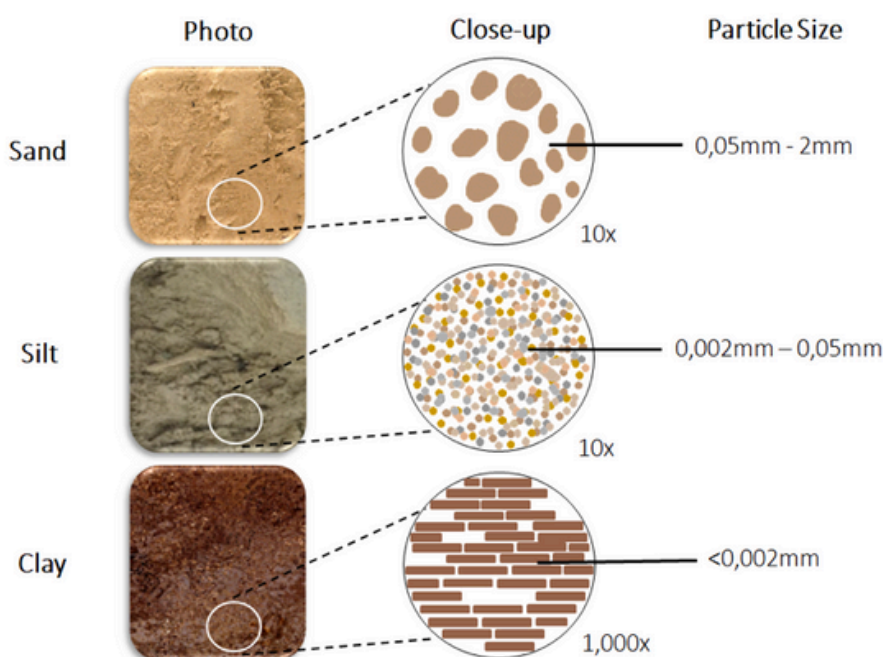 Photo Close-up Particle Size
Sand
0,05mm - 2mm
10x
Silt
0,002mm – 0,05mm
10x
Clay
<0,002mm
1,000x